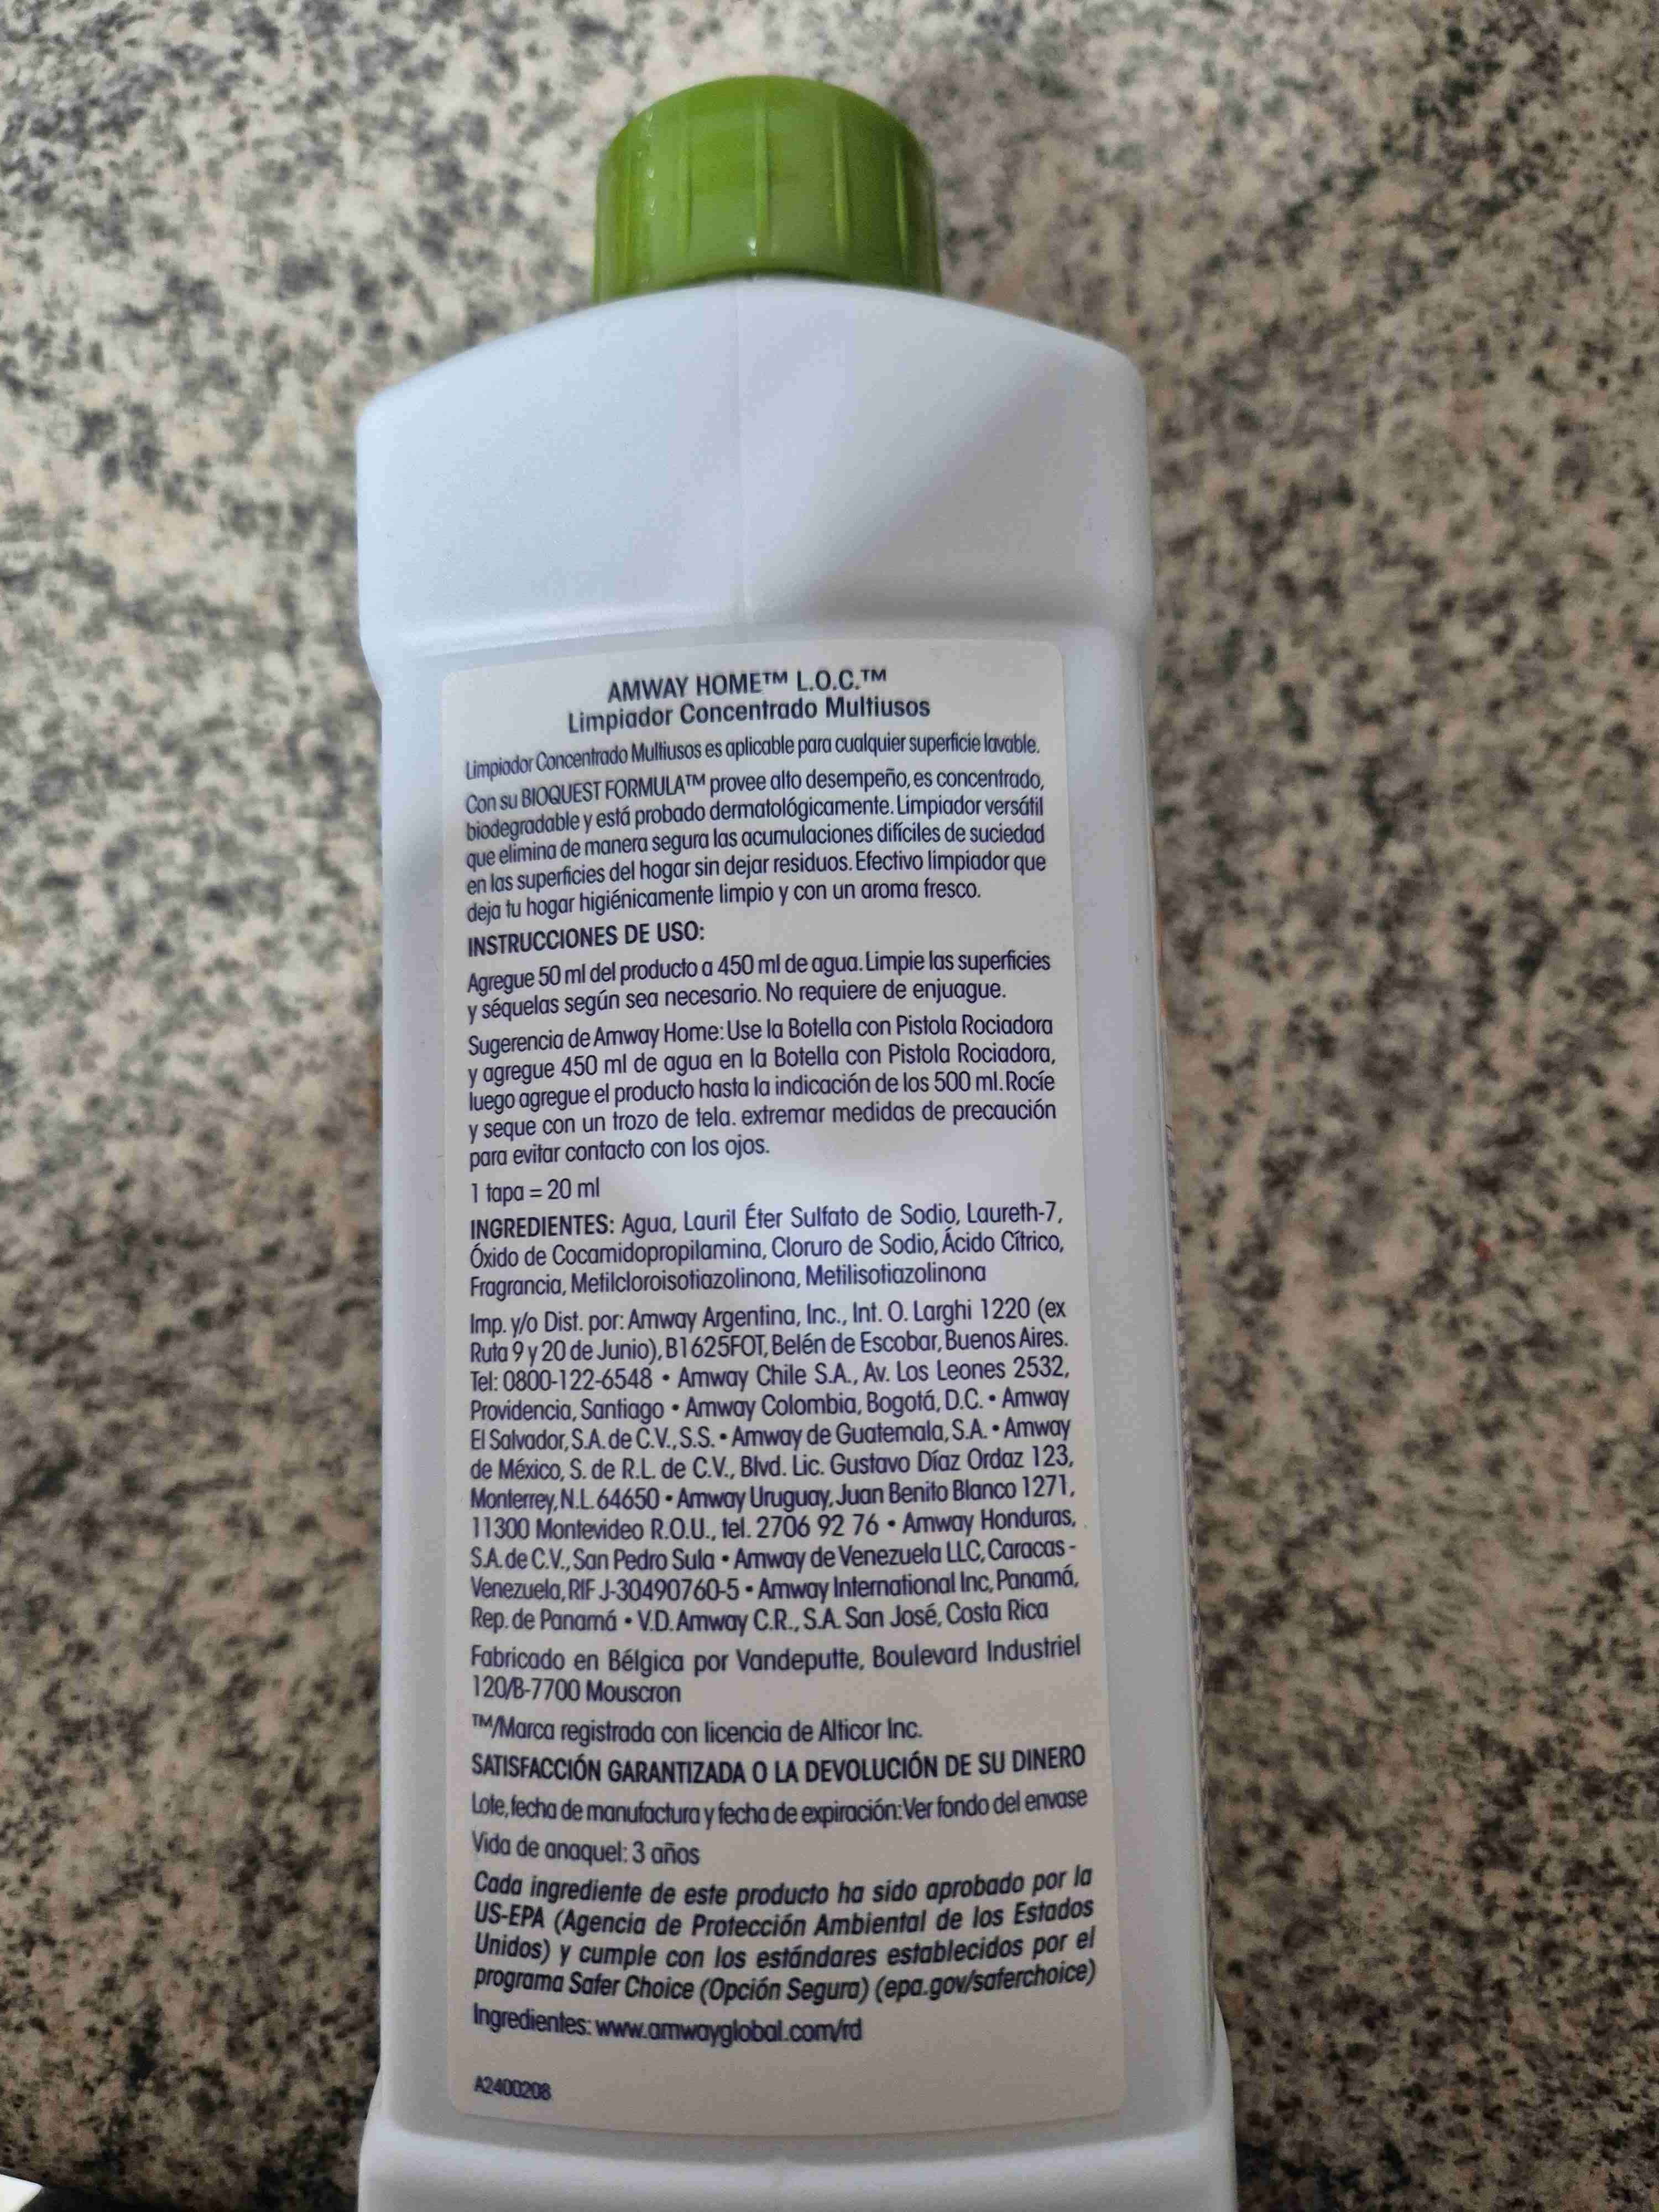 AMWAY HOME™ L.O.C.™
Limpiador Concentrado Multiusos
Limpiador Concentrado Multiusos es aplicable para cualquier superficie lavable.
Con su BIOQUEST FORMULA™ provee alto desempeño, es concentrado,
biodegradable y está probado dermatológicamente. Limpiador versátil
que elimina de manera segura las acumulaciones difíciles de suciedad
en las superficies del hogar sin dejar residuos. Efectivo limpiador que
deja tu hogar higiénicamente limpio y con un aroma fresco.
INSTRUCCIONES DE USO:
Agregue 50 ml del producto a 450 ml de agua. Limpie las superficies
y séquelas según sea necesario. No requiere de enjuague.
Sugerencia de Amway Home: Use la Botella con Pistola Rociadora
y agregue 450 ml de agua en la Botella con Pistola Rociadora,
luego agregue el producto hasta la indicación de los 500 ml. Rocíe
y seque con un trozo de tela. extremar medidas de precaución
para evitar contacto con los ojos.
1 tapa = 20 ml
INGREDIENTES: Agua, Lauril Éter Sulfato de Sodio, Laureth-7,
Óxido de Cocamidopropilamina, Cloruro de Sodio, Ácido Cítrico,
Fragrancia, Metilcloroisotiazolinona, Metilisotiazolinona
Imp. y/o Dist. por: Amway Argentina, Inc., Int. O. Larghi 1220 (ex
Ruta 9 y 20 de Junio), B1625FOT, Belén de Escobar, Buenos Aires.
Tel: 0800-122-6548 • Amway Chile S.A., Av. Los Leones 2532,
Providencia, Santiago • Amway Colombia, Bogotá, D.C. • Amway
El Salvador, S.A. de C.V., S.S. • Amway de Guatemala, S.A. • Amway
de México, S. de R.L. de C.V., Blvd. Lic. Gustavo Díaz Ordaz 123,
Monterrey, N.L. 64650 • Amway Uruguay, Juan Benito Blanco 1271,
11300 Montevideo R.O.U., tel. 2706 92 76 • Amway Honduras,
S.A. de C.V., San Pedro Sula • Amway de Venezuela LLC, Caracas -
Venezuela, RIF J-30490760-5 • Amway International Inc, Panamá,
Rep. de Panamá • V.D. Amway C.R., S.A. San José, Costa Rica
Fabricado en Bélgica por Vandeputte, Boulevard Industriel
120/B-7700 Mouscron
™/Marca registrada con licencia de Alticor Inc.
SATISFACCIÓN GARANTIZADA O LA DEVOLUCIÓN DE SU DINERO
Lote, fecha de manufactura y fecha de expiración: Ver fondo del envase
Vida de anaquel: 3 años
Cada ingrediente de este producto ha sido aprobado por la
US-EPA (Agencia de Protección Ambiental de los Estados
Unidos) y cumple con los estándares establecidos por el
programa Safer Choice (Opción Segura) (epa.gov/saferchoice)
Ingredientes: www.amwayglobal.com/rd
A2400208